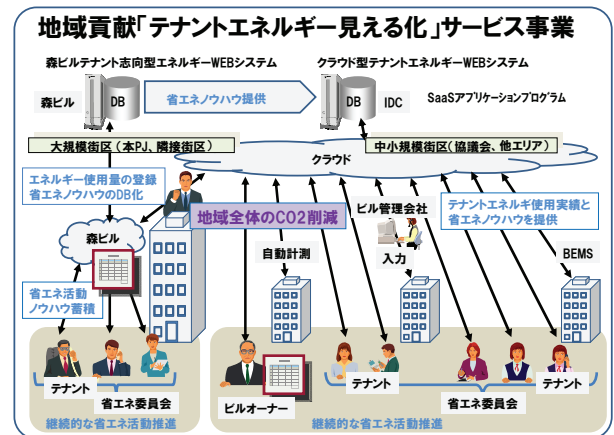 地域貢献「テナントエネルギー見える化」サービス事業
森ビルテナント志向型エネルギーWEBシステム
クラウド型テナントエネルギーWEBシステム
森ビル
DB
省エネノウハウ提供
DB
IDC
SaaSアプリケーションプログラム
大規模街区(本PJ、隣接街区)
クラウド
中小規模街区(協議会、他エリア)
エネルギー使用量の登録
省エネノウハウのDB化
地域全体のCO2削減
ビル管理会社
テナントエネルギ使用実績と
省エネノウハウを提供
森ビル
自動計測
入力
BEMS
省エネ活動
ノウハウ蓄積
テナント
省エネ委員会
継続的な省エネ活動推進
ビルオーナー
テナント
省エネ委員会
テナント
継続的な省エネ活動推進